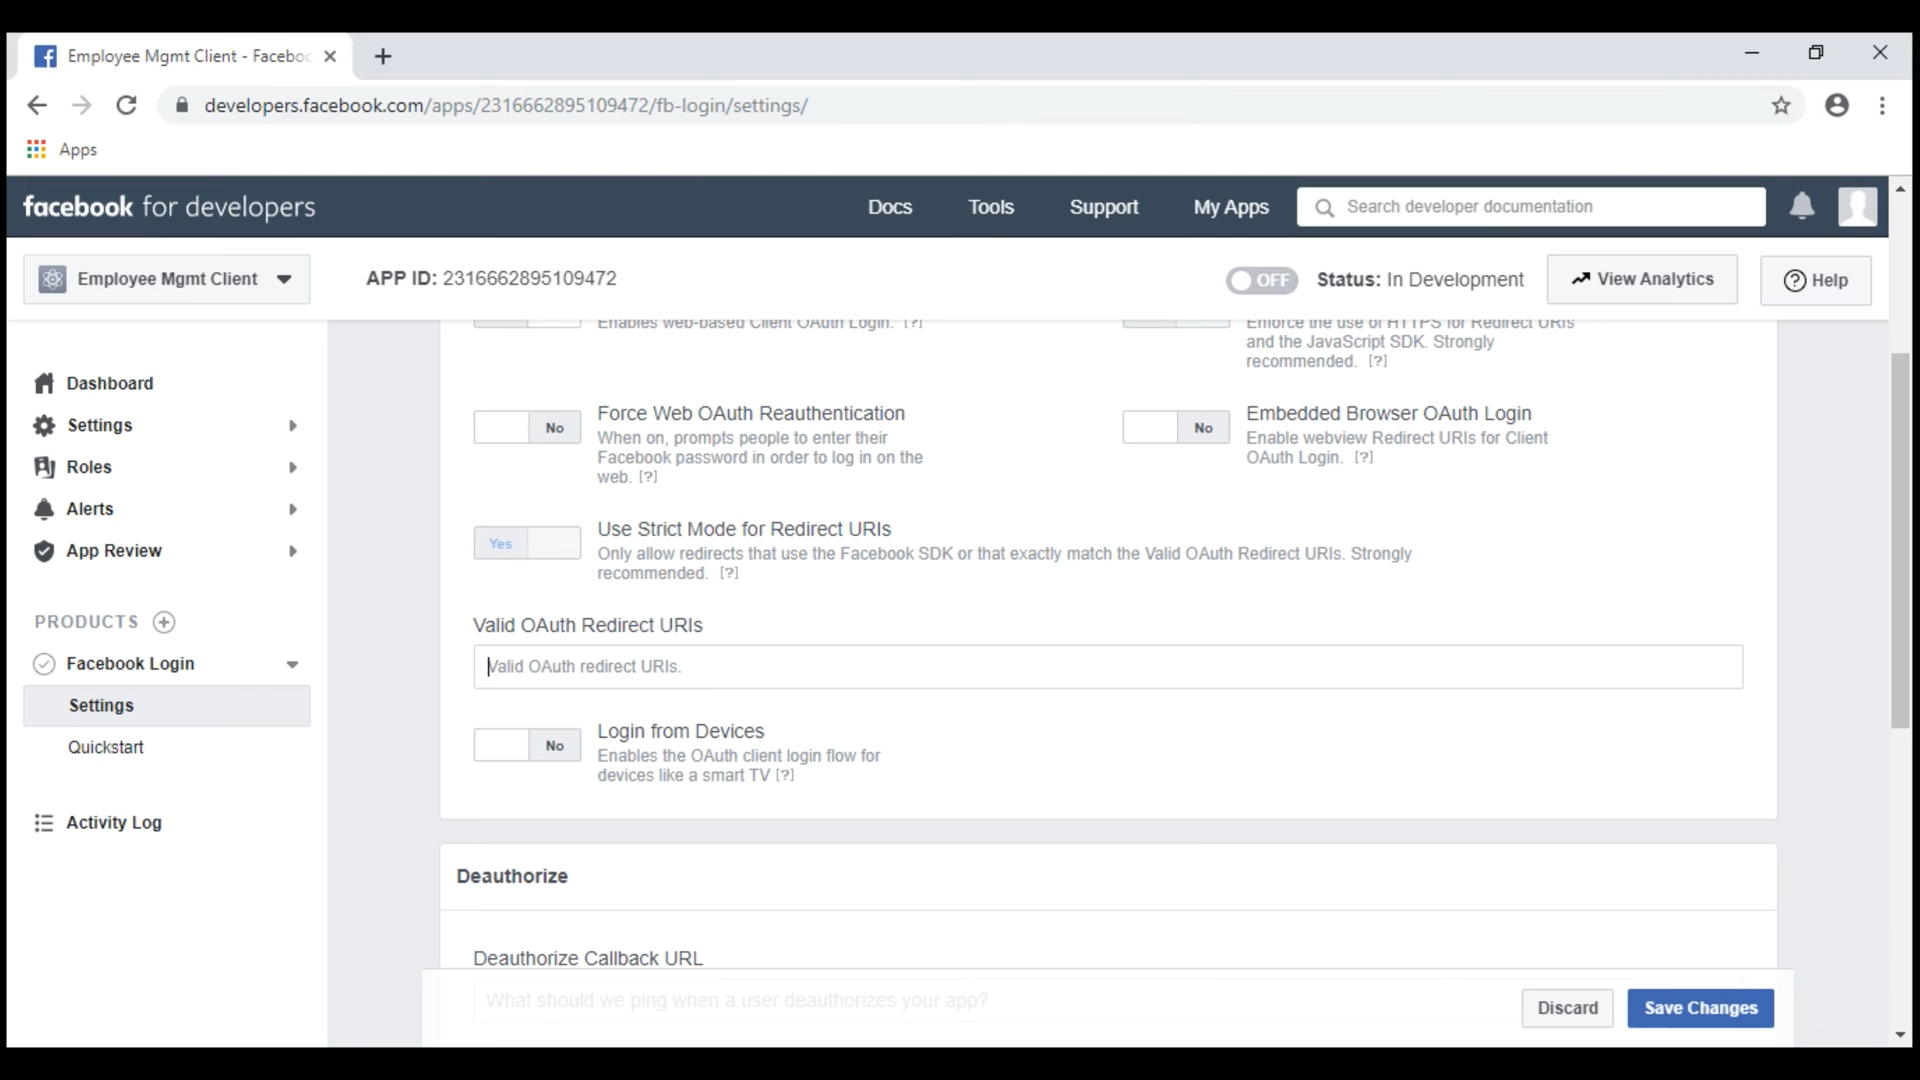 Employee Mgmt Client - Faceboo
developers.facebook.com/apps/2316662895109472/fb-login/settings/
Apps
facebook for developers
Docs
Tools
Support
My Apps
Search developer documentation
Employee Mgmt Client
APP ID: 2316662895109472
OFF
Status: In Development
View Analytics
Help
Dashboard
Settings
Roles
Alerts
App Review
PRODUCTS
Facebook Login
Settings
Quickstart
Activity Log
Enables web-based Client OAuth Login. [?]
Enforce the use of HTTPS for Redirect URIs
and the JavaScript SDK. Strongly
recommended. [?]
No
Force Web OAuth Reauthentication
When on, prompts people to enter their
Facebook password in order to log in on the
web. [?]
No
Embedded Browser OAuth Login
Enable webview Redirect URIs for Client
OAuth Login. [?]
Yes
Use Strict Mode for Redirect URIs
Only allow redirects that use the Facebook SDK or that exactly match the Valid OAuth Redirect URIs. Strongly
recommended. [?]
Valid OAuth Redirect URIs
Valid OAuth redirect URIs.
No
Login from Devices
Enables the OAuth client login flow for
devices like a smart TV [?]
Deauthorize
Deauthorize Callback URL
What should we ping when a user deauthorizes your app?
Discard
Save Changes